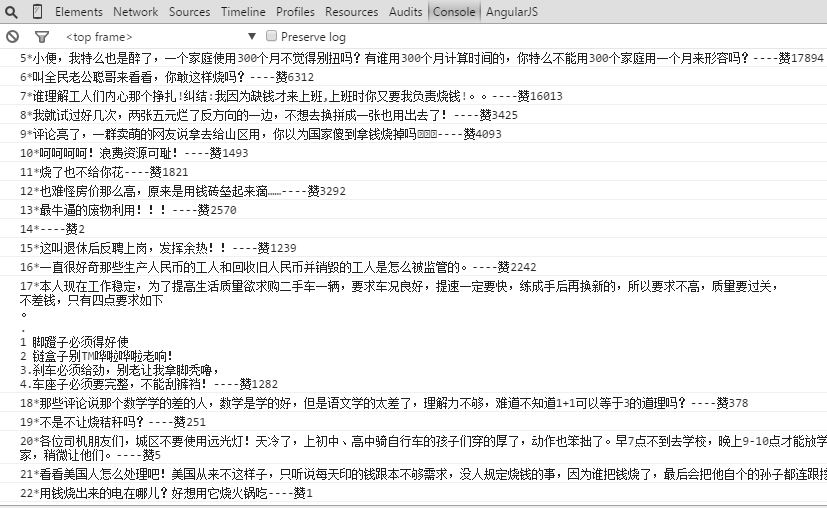 Elements Network Sources Timeline Profiles Resources Audits Console AngularJS
<top frame> Preserve log
5*小便，我特么也是醉了，一个家庭使用300个月不觉得别扭吗？有谁用300个月计算时间的，你特么不能用300个家庭用一个月来形容吗？----赞17894
6*叫全民老公聪哥来看看，你敢这样烧吗？----赞6312
7*谁理解工人们内心那个挣扎!纠结:我因为缺钱才来上班,上班时你又要我负责烧钱!。。----赞16013
8*我就试过好几次，两张五元烂了反方向的一边，不想去换拼成一张也用出去了！----赞3425
9*评论亮了，一群卖萌的网友说拿去给山区用，你以为国家傻到拿钱烧掉吗----赞4093
10*呵呵呵呵！浪费资源可耻！----赞1493
11*烧了也不给你花----赞1821
12*也难怪房价那么高，原来是用钱砖垒起来滴……----赞3292
13*最牛逼的废物利用！！！----赞2570
14*----赞2
15*这叫退休后反聘上岗，发挥余热！！----赞1239
16*一直很好奇那些生产人民币的工人和回收旧人民币并销毁的工人是怎么被监管的。----赞2242
17*本人现在工作稳定，为了提高生活质量欲求购二手车一辆，要求车况良好，提速一定要快，练成手后再换新的，所以要求不高，质量要过关，
不差钱，只有四点要求如下
。
.
1 脚蹬子必须得好使
2 链盒子别TM哗啦哗啦老响!
3.刹车必须给劲，别老让我拿脚秃噜，
4.车座子必须要完整，不能刮裤裆！----赞1282
18*那些评论说那个数学学的差的人，数学是学的好，但是语文学的太差了，理解力不够，难道不知道1+1可以等于3的道理吗？----赞378
19*不是不让烧秸秆吗？----赞251
20*各位司机朋友们，城区不要使用远光灯！天冷了，上初中、高中骑自行车的孩子们穿的厚了，动作也笨拙了。早7点不到去学校，晚上9-10点才能放学
家，稍微让他们。----赞5
21*看看美国人怎么处理吧！美国从来不这样子，只听说每天印的钱跟本不够需求，没人规定烧钱的事，因为谁把钱烧了，最后会把他自个的孙子都连跟
22*用钱烧出来的电在哪儿？好想用它烧火锅吃----赞1